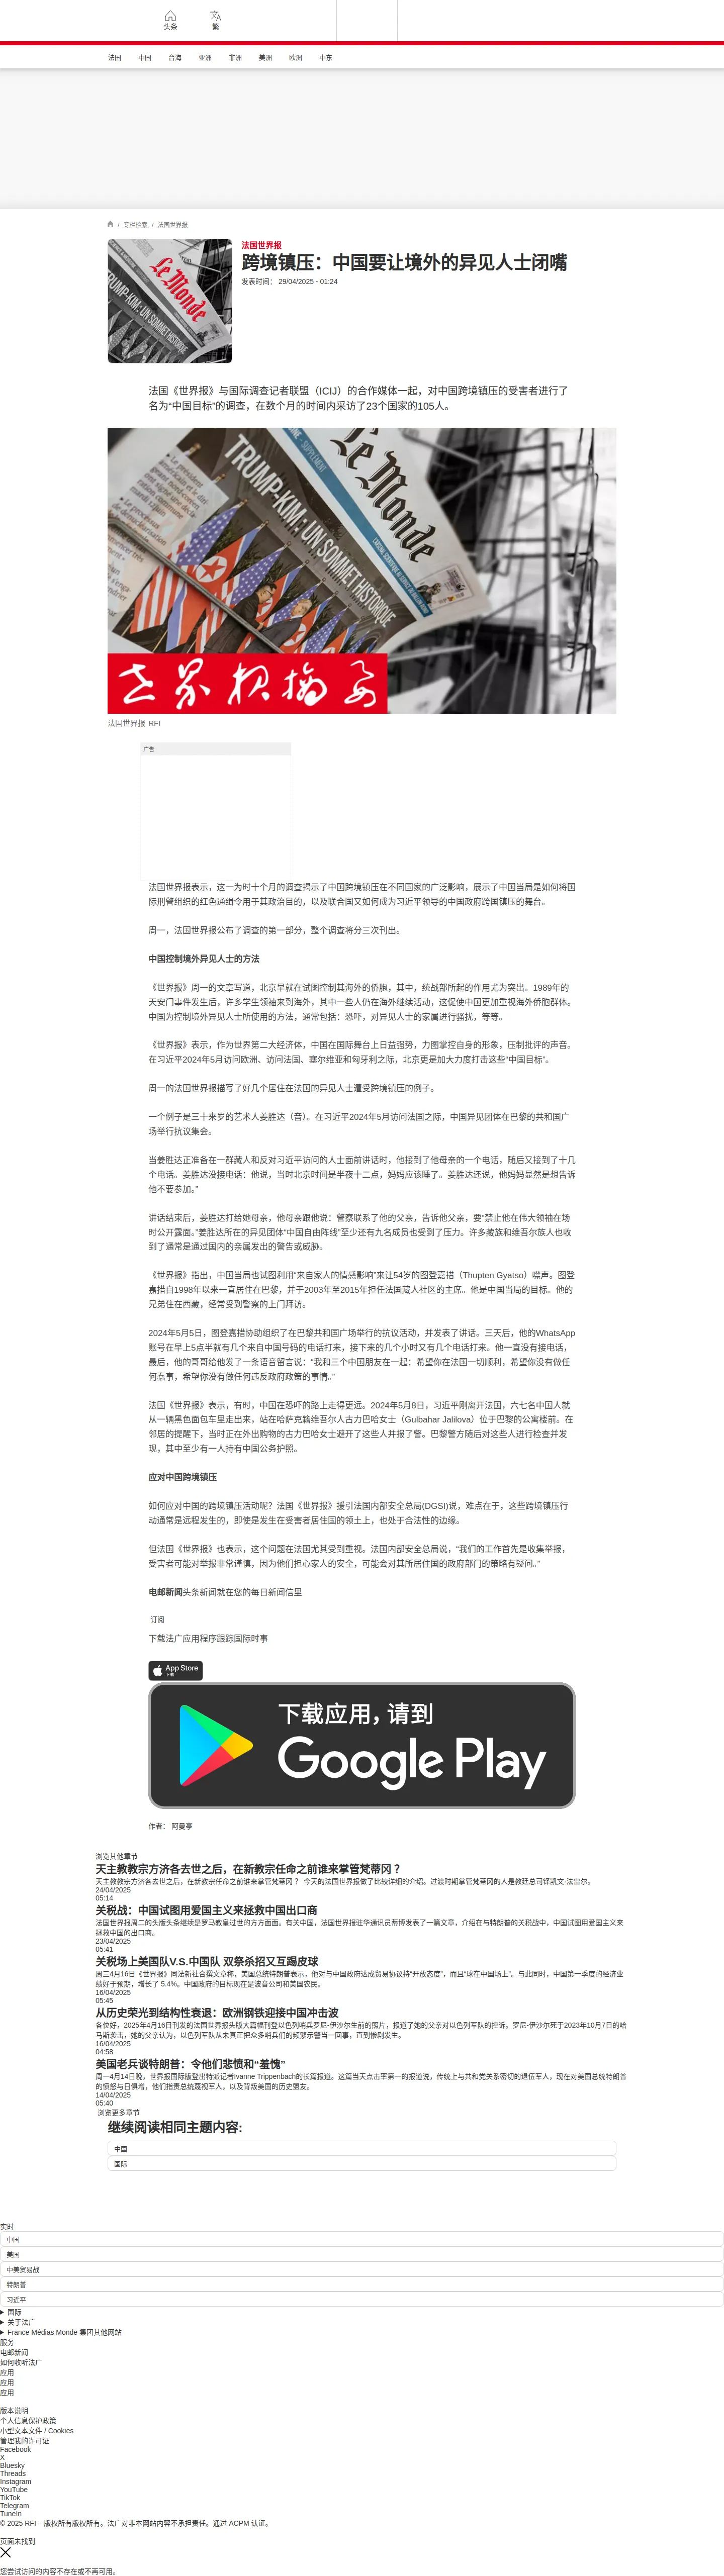 头条
繁
法国
中国
台海
亚洲
非洲
美洲
欧洲
中东
/ 专栏检索 / 法国世界报
法国世界报
跨境镇压：中国要让境外的异见人士闭嘴
发表时间： 29/04/2025 - 01:24
法国《世界报》与国际调查记者联盟（ICIJ）的合作媒体一起，对中国跨境镇压的受害者进行了
名为“中国目标”的调查，在数个月的时间内采访了23个国家的105人。
Le Monde
TRUMP-KIM : UN SOMMET HISTORIQUE
世界报摘要
法国世界报 RFI
广告
法国世界报表示，这一为时十个月的调查揭示了中国跨境镇压在不同国家的广泛影响，展示了中国当局是如何将国
际刑警组织的红色通缉令用于其政治目的，以及联合国又如何成为习近平领导的中国政府跨国镇压的舞台。
周一，法国世界报公布了调查的第一部分，整个调查将分三次刊出。
中国控制境外异见人士的方法
《世界报》周一的文章写道，北京早就在试图控制其海外的侨胞，其中，统战部所起的作用尤为突出。1989年的
天安门事件发生后，许多学生领袖来到海外，其中一些人仍在海外继续活动，这促使中国更加重视海外侨胞群体。
中国为控制境外异见人士所使用的方法，通常包括：恐吓，对异见人士的家属进行骚扰，等等。
《世界报》表示，作为世界第二大经济体，中国在国际舞台上日益强势，力图掌控自身的形象，压制批评的声音。
在习近平2024年5月访问欧洲、访问法国、塞尔维亚和匈牙利之际，北京更是加大力度打击这些“中国目标”。
周一的法国世界报描写了好几个居住在法国的异见人士遭受跨境镇压的例子。
一个例子是三十来岁的艺术人姜胜达（音）。在习近平2024年5月访问法国之际，中国异见团体在巴黎的共和国广
场举行抗议集会。
当姜胜达正准备在一群藏人和反对习近平访问的人士面前讲话时，他接到了他母亲的一个电话，随后又接到了十几
个电话。姜胜达没接电话：他说，当时北京时间是半夜十二点，妈妈应该睡了。姜胜达还说，他妈妈显然是想告诉
他不要参加。”
讲话结束后，姜胜达打给她母亲，他母亲跟他说：警察联系了他的父亲，告诉他父亲，要“禁止他在伟大领袖在场
时公开露面。”姜胜达所在的异见团体“中国自由阵线”至少还有九名成员也受到了压力。许多藏族和维吾尔族人也收
到了通常是通过国内的亲属发出的警告或威胁。
《世界报》指出，中国当局也试图利用“来自家人的情感影响”来让54岁的图登嘉措（Thupten Gyatso）噤声。图登
嘉措自1998年以来一直居住在巴黎，并于2003年至2015年担任法国藏人社区的主席。他是中国当局的目标。他的
兄弟住在西藏，经常受到警察的上门拜访。
2024年5月5日，图登嘉措协助组织了在巴黎共和国广场举行的抗议活动，并发表了讲话。三天后，他的WhatsApp
账号在早上5点半就有几个来自中国号码的电话打来，接下来的几个小时又有几个电话打来。他一直没有接电话，
最后，他的哥哥给他发了一条语音留言说：“我和三个中国朋友在一起：希望你在法国一切顺利，希望你没有做任
何蠢事，希望你没有做任何违反政府政策的事情。”
法国《世界报》表示，有时，中国在恐吓的路上走得更远。2024年5月8日，习近平刚离开法国，六七名中国人就
从一辆黑色面包车里走出来，站在哈萨克籍维吾尔人古力巴哈女士（Gulbahar Jalilova）位于巴黎的公寓楼前。在
邻居的提醒下，当时正在外出购物的古力巴哈女士避开了这些人并报了警。巴黎警方随后对这些人进行检查并发
现，其中至少有一人持有中国公务护照。
应对中国跨境镇压
如何应对中国的跨境镇压活动呢？法国《世界报》援引法国内部安全总局(DGSI)说，难点在于，这些跨境镇压行
动通常是远程发生的，即使是发生在受害者居住国的领土上，也处于合法性的边缘。
但法国《世界报》也表示，这个问题在法国尤其受到重视。法国内部安全总局说，“我们的工作首先是收集举报，
受害者可能对举报非常谨慎，因为他们担心家人的安全，可能会对其所居住国的政府部门的策略有疑问。”
电邮新闻头条新闻就在您的每日新闻信里
订阅
下载法广应用程序跟踪国际时事
App Store
下载
下载应用，请到
Google Play
作者： 阿曼亭
浏览其他章节
天主教教宗方济各去世之后，在新教宗任命之前谁来掌管梵蒂冈 ？
天主教教宗方济各去世之后，在新教宗任命之前谁来掌管梵蒂冈 ？ 今天的法国世界报做了比较详细的介绍。过渡时期掌管梵蒂冈的人是教廷总司铎凯文·法雷尔。
24/04/2025
05:14
关税战：中国试图用爱国主义来拯救中国出口商
法国世界报周二的头版头条继续是罗马教皇过世的方方面面。有关中国，法国世界报驻华通讯员蒂博发表了一篇文章，介绍在与特朗普的关税战中，中国试图用爱国主义来
拯救中国的出口商。
23/04/2025
05:41
关税场上美国队V.S.中国队 双祭杀招又互踢皮球
周三4月16日《世界报》同法新社合撰文章称，美国总统特朗普表示，他对与中国政府达成贸易协议持“开放态度”，而且“球在中国场上”。与此同时，中国第一季度的经济业
绩好于预期，增长了 5.4%。中国政府的目标现在是波音公司和美国农民。
16/04/2025
05:45
从历史荣光到结构性衰退：欧洲钢铁迎接中国冲击波
各位好，2025年4月16日刊发的法国世界报头版大篇幅刊登以色列哨兵罗尼-伊沙尔生前的照片，报道了她的父亲对以色列军队的控诉。罗尼-伊沙尔死于2023年10月7日的哈
马斯袭击，她的父亲认为，以色列军队从未真正把众多哨兵们的频繁示警当一回事，直到惨剧发生。
16/04/2025
04:58
美国老兵谈特朗普：令他们悲愤和“羞愧”
周一4月14日晚，世界报国际版登出特派记者Ivanne Trippenbach的长篇报道。这篇当天点击率第一的报道说，传统上与共和党关系密切的退伍军人，现在对美国总统特朗普
的愤怒与日俱增，他们指责总统蔑视军人，以及背叛美国的历史盟友。
14/04/2025
05:40
浏览更多章节
继续阅读相同主题内容:
中国
国际
实时
中国
美国
中美贸易战
特朗普
习近平
国际
关于法广
France Médias Monde 集团其他网站
服务
电邮新闻
如何收听法广
应用
应用
应用
版本说明
个人信息保护政策
小型文本文件 / Cookies
管理我的许可证
Facebook
X
Bluesky
Threads
Instagram
YouTube
TikTok
Telegram
TuneIn
© 2025 RFI – 版权所有版权所有。法广对非本网站内容不承担责任。通过 ACPM 认证。
页面未找到
您尝试访问的内容不存在或不再可用。